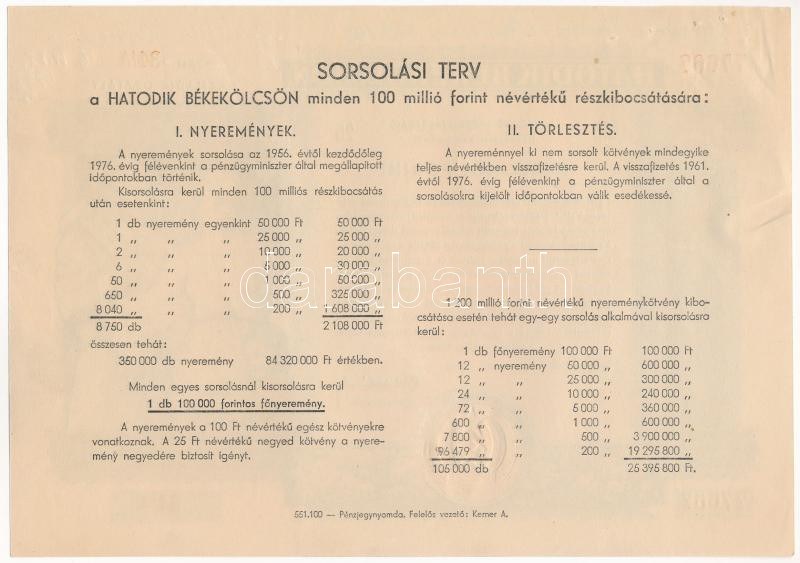 SORSOLÁSI TERV
a HATODIK BÉKEKÖLCSÖN minden 100 millió forint névértékű részkibocsátására:
I. NYEREMÉNYEK.
A nyeremények sorsolása az 1956. évtől kezdődőleg
1976. évig félévenkint a pénzügyminiszter által megállapított
időpontokban történik.
Kisorsolásra kerül minden 100 milliós részkibocsátás
után esetenkint:
1 db nyeremény egyenkint 50 000 Ft 50 000 Ft
1 „ „ „ 25 000 „ 25 000 „
2 „ „ „ 10 000 „ 20 000 „
6 „ „ „ 5 000 „ 30 000 „
50 „ „ „ 1 000 „ 50 000 „
650 „ „ „ 500 „ 325 000 „
8 040 „ „ „ 200 „ 1 608 000 „
8 750 db 2 108 000 Ft
összesen tehát:
350 000 db nyeremény 84 320 000 Ft értékben.
Minden egyes sorsolásnál kisorsolásra kerül
1 db 100 000 forintos főnyeremény.
A nyeremények a 100 Ft névértékű egész kötvényekre
vonatkoznak. A 25 Ft névértékű negyed kötvény a nyere-
mény negyedére biztosit igényt.
II. TÖRLESZTÉS.
A nyereménnyel ki nem sorsolt kötvények mindegyike
teljes névértékben visszafizetésre kerül. A visszafizetés 1961.
évtől 1976. évig félévenkint a pénzügyminiszter által a
sorsolásokra kijelölt időpontokban válik esedékessé.
1 200 millió forint névértékű nyereménykötvény kibo-
csátása esetén tehát egy-egy sorsolás alkalmával kisorsolásra
kerül:
1 db főnyeremény 100 000 Ft 100 000 Ft
12 „ nyeremény 50 000 „ 600 000 „
12 „ „ 25 000 „ 300 000 „
24 „ „ 10 000 „ 240 000 „
72 „ „ 5 000 „ 360 000 „
600 „ „ 1 000 „ 600 000 „
7 800 „ „ 500 „ 3 900 000 „
96 479 „ „ 200 „ 19 295 800 „
105 000 db 25 395 800 Ft.
551.100 — Pénzjegynyomda. Felelős vezető: Kerner A.
darabanth